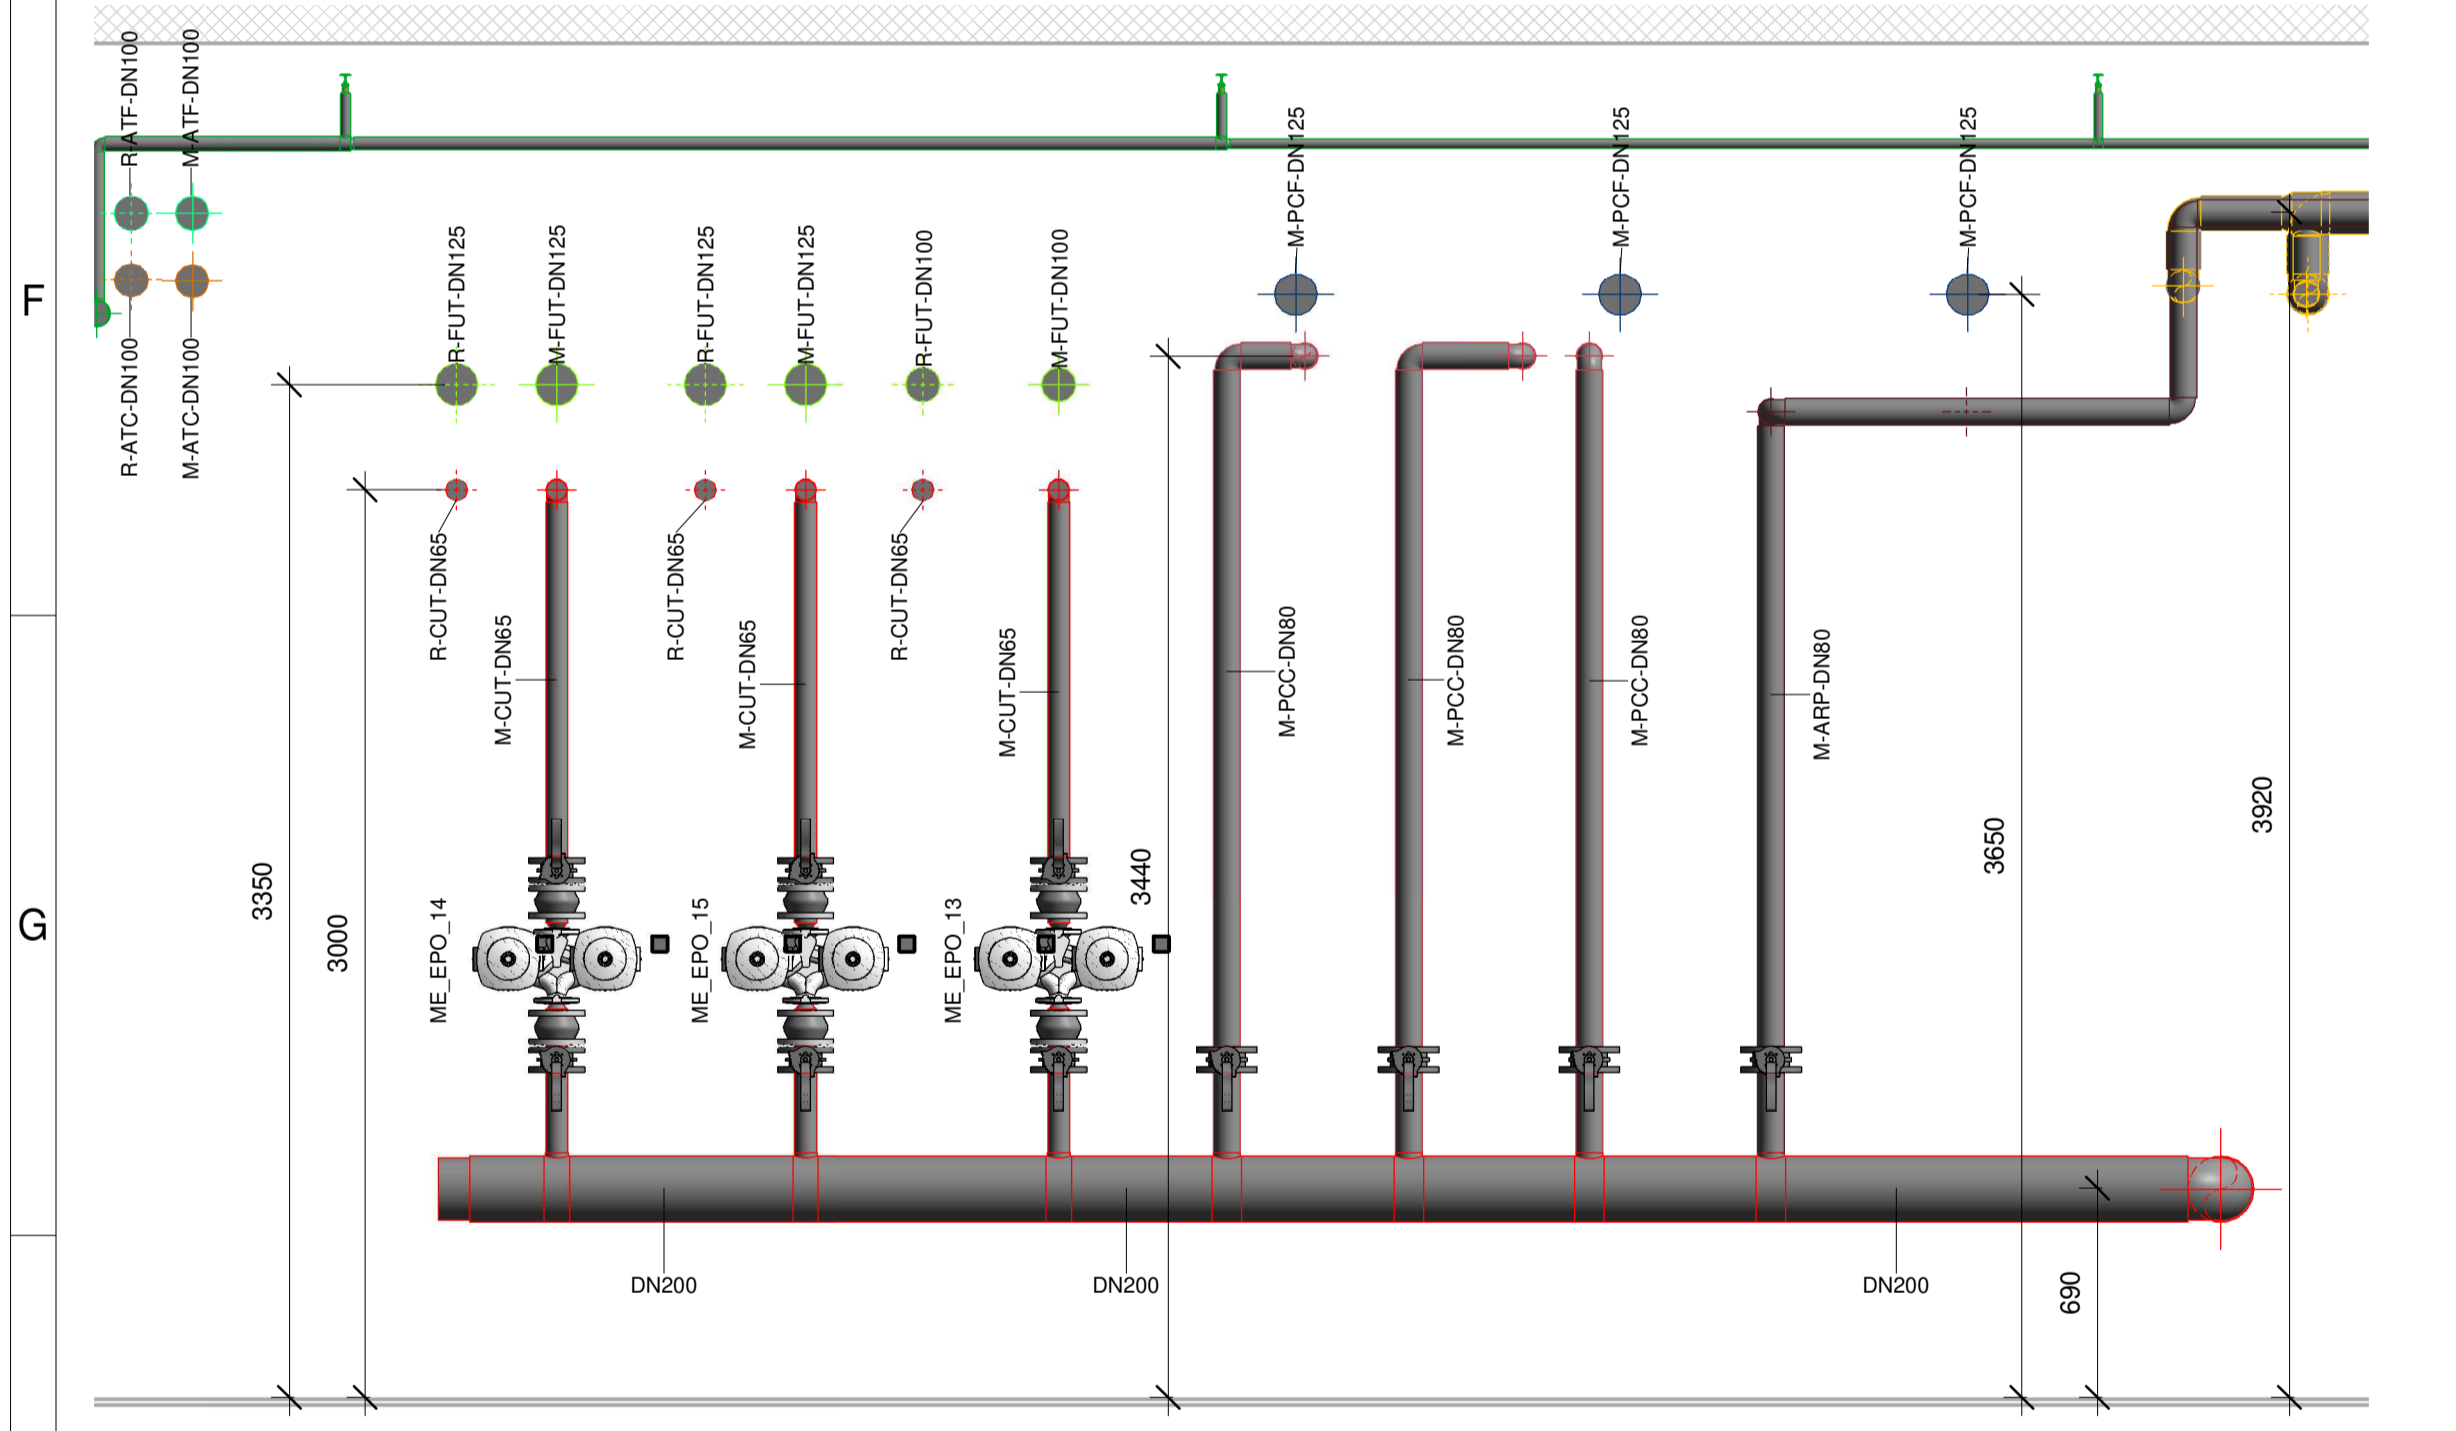 R-ATF-DN100
M-ATF-DN100
R-ATC-DN100
M-ATC-DN100
F
R-FUT-DN125
M-FUT-DN125
R-FUT-DN125
M-FUT-DN125
R-FUT-DN100
M-FUT-DN100
M-PCF-DN125
M-PCF-DN125
M-PCF-DN125
R-CUT-DN65
R-CUT-DN65
R-CUT-DN65
M-CUT-DN65
M-CUT-DN65
M-CUT-DN65
M-PCC-DN80
M-PCC-DN80
M-PCC-DN80
M-ARP-DN80
G
3350
3000
ME_EPO_14
ME_EPO_15
ME_EPO_13
3440
3650
3920
DN200
DN200
DN200
690